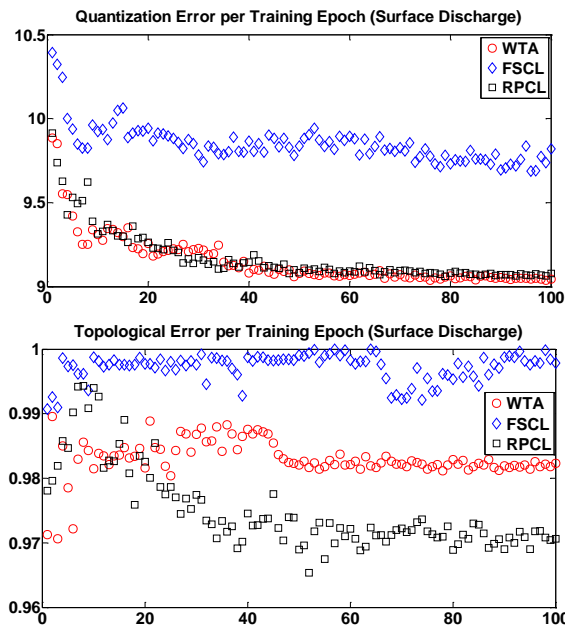 Quantization Error per Training Epoch (Surface Discharge)
10.5
10
9.5
9
0 20 40 60 80 100
WTA
FSCL
RPCL
Topological Error per Training Epoch (Surface Discharge)
1
0.99
0.98
0.97
0.96
0 20 40 60 80 100
WTA
FSCL
RPCL